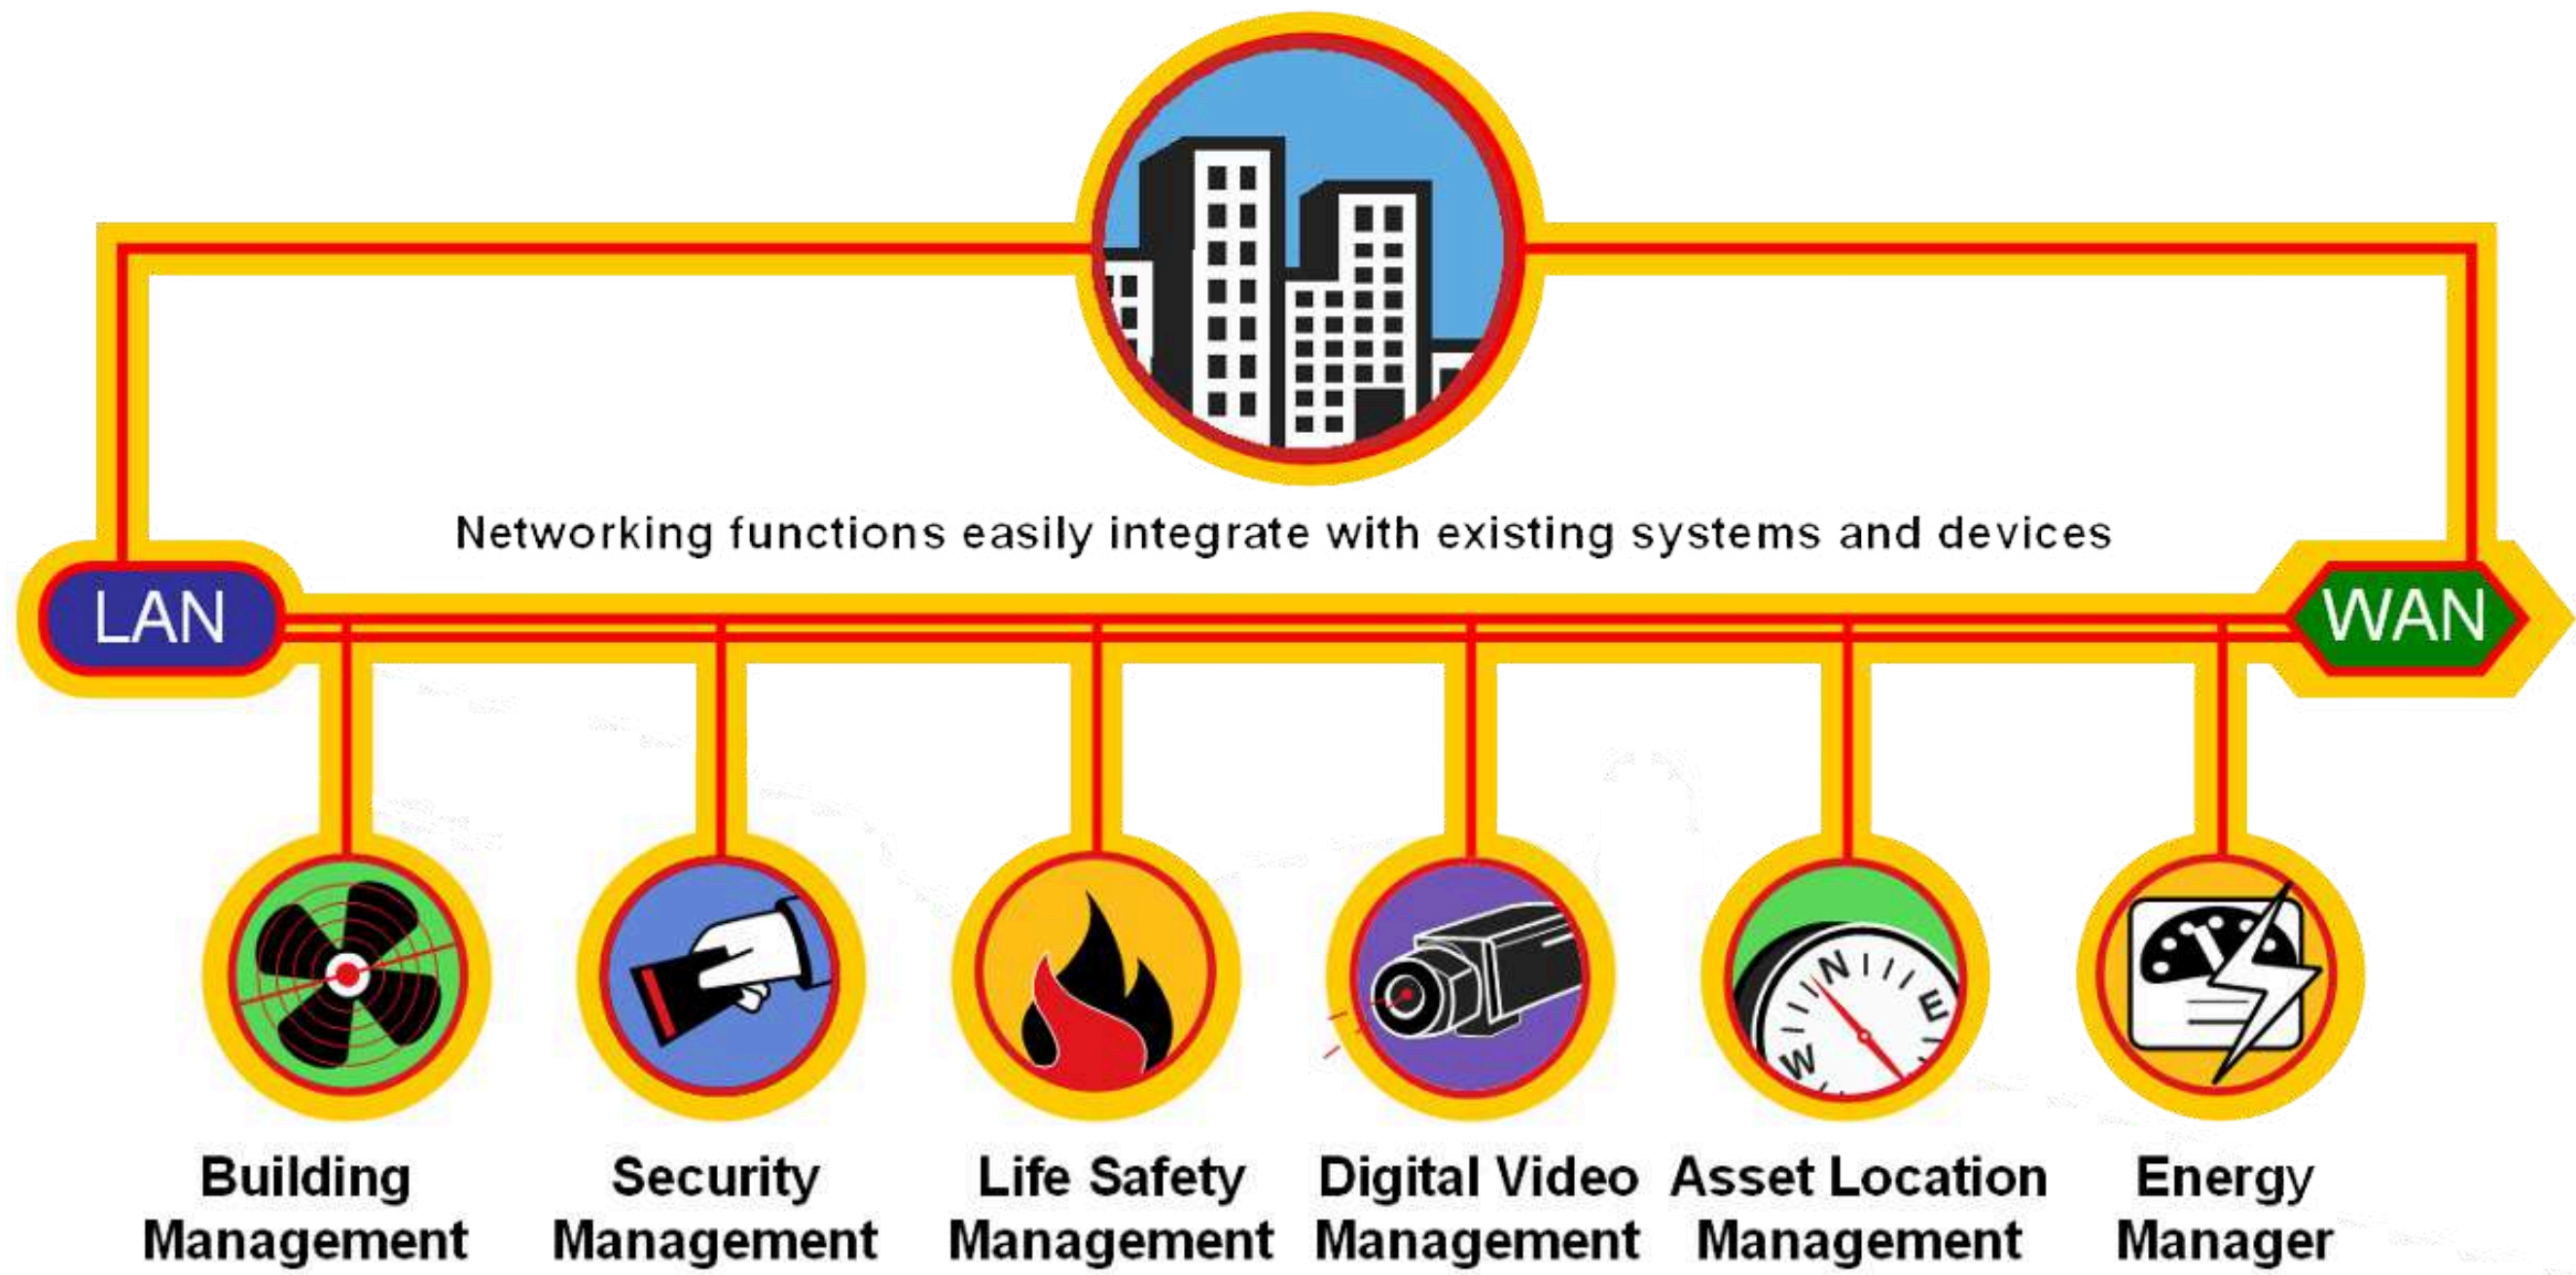 Networking functions easily integrate with existing systems and devices
LAN
WAN
N
E
W
Building
Management
Security
Management
Life Safety
Management
Digital Video
Management
Asset Location
Management
Energy
Manager